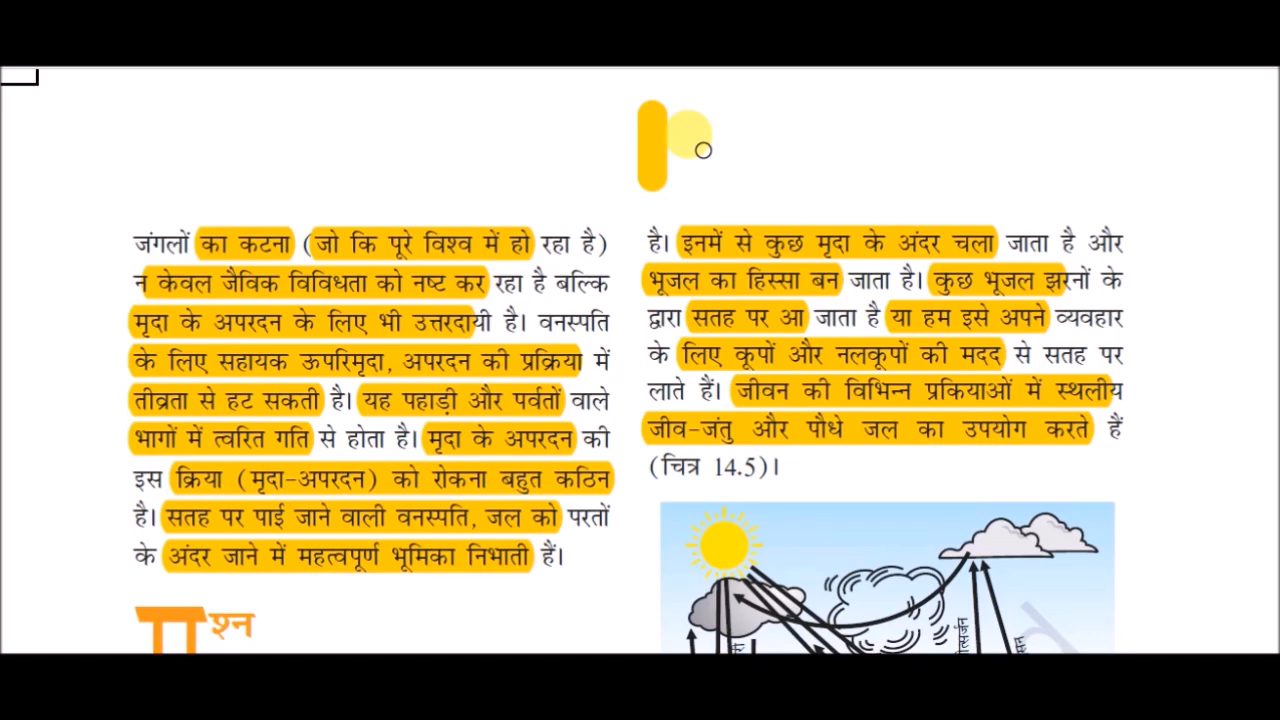 जंगलों का कटना (जो कि पूरे विश्व में हो रहा है)
न केवल जैविक विविधता को नष्ट कर रहा है बल्कि
मृदा के अपरदन के लिए भी उत्तरदायी है। वनस्पति
के लिए सहायक ऊपरिमृदा, अपरदन की प्रक्रिया में
तीव्रता से हट सकती है। यह पहाड़ी और पर्वतों वाले
भागों में त्वरित गति से होता है। मृदा के अपरदन की
इस क्रिया (मृदा-अपरदन) को रोकना बहुत कठिन
है। सतह पर पाई जाने वाली वनस्पति, जल को परतों
के अंदर जाने में महत्वपूर्ण भूमिका निभाती हैं।
श्न
है। इनमें से कुछ मृदा के अंदर चला जाता है और
भूजल का हिस्सा बन जाता है। कुछ भूजल झरनों के
द्वारा सतह पर आ जाता है या हम इसे अपने व्यवहार
के लिए कूपों और नलकूपों की मदद से सतह पर
लाते हैं। जीवन की विभिन्न प्रकियाओं में स्थलीय
जीव-जंतु और पौधे जल का उपयोग करते हैं
(चित्र 14.5)।